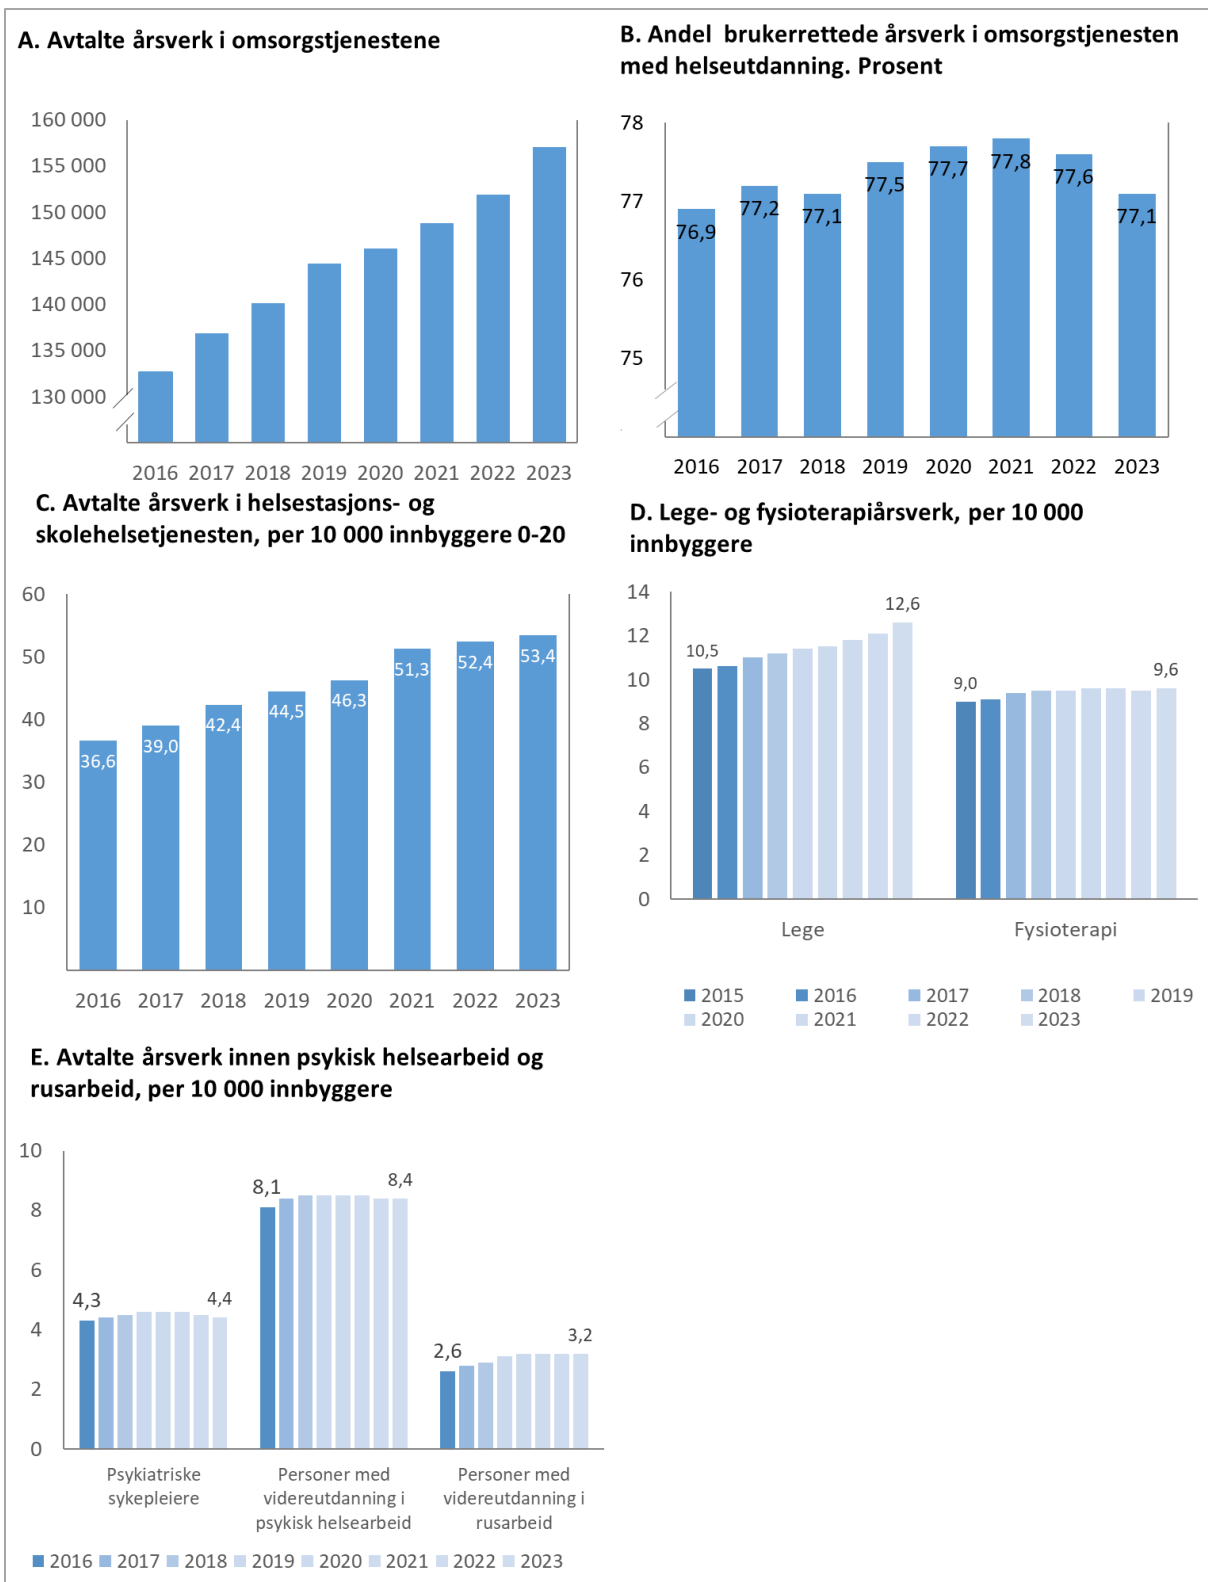 A. Avtalte årsverk i omsorgstjenestene
160 000
155 000
150 000
145 000
140 000
135 000
130 000
2016 2017 2018 2019 2020 2021 2022 2023
B. Andel brukerrettede årsverk i omsorgstjenesten
med helseutdanning. Prosent
78
77
76
75
76,9 77,2 77,1 77,5 77,7 77,8 77,6 77,1
2016 2017 2018 2019 2020 2021 2022 2023
C. Avtalte årsverk i helsestasjons- og
skolehelsetjenesten, per 10 000 innbyggere 0-20
60
50
40
30
20
10
36,6 39,0 42,4 44,5 46,3 51,3 52,4 53,4
2016 2017 2018 2019 2020 2021 2022 2023
D. Lege- og fysioterapiårsverk, per 10 000
innbyggere
14
12
10
8
6
4
2
0
10,5 12,6 9,0 9,6
Lege Fysioterapi
2015 2016 2017 2018 2019
2020 2021 2022 2023
E. Avtalte årsverk innen psykisk helsearbeid og
rusarbeid, per 10 000 innbyggere
10
8
6
4
2
0
4,3 4,4 8,1 8,4 2,6 3,2
Psykiatriske
sykepleiere
Personer med
videreutdanning i
psykisk helsearbeid
Personer med
videreutdanning i
rusarbeid
2016 2017 2018 2019 2020 2021 2022 2023